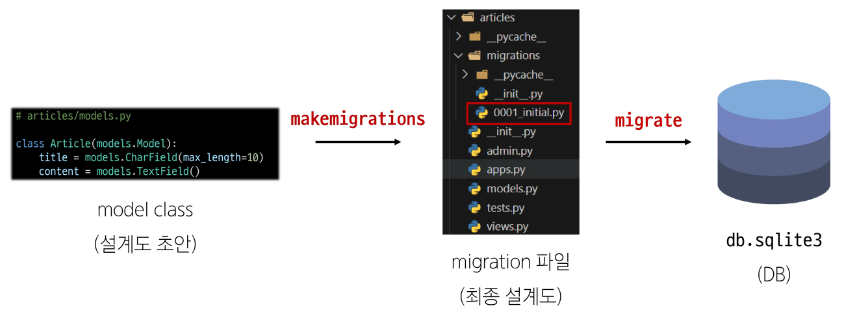 # articles/models.py
class Article(models.Model):
title = models.CharField(max_length=10)
content = models.TextField()
model class
(설계도 초안)
makemigrations
articles
__pycache__
migrations
__pycache__
__init__.py
0001_initial.py
__init__.py
admin.py
apps.py
models.py
tests.py
views.py
migration 파일
(최종 설계도)
migrate
db.sqlite3
(DB)